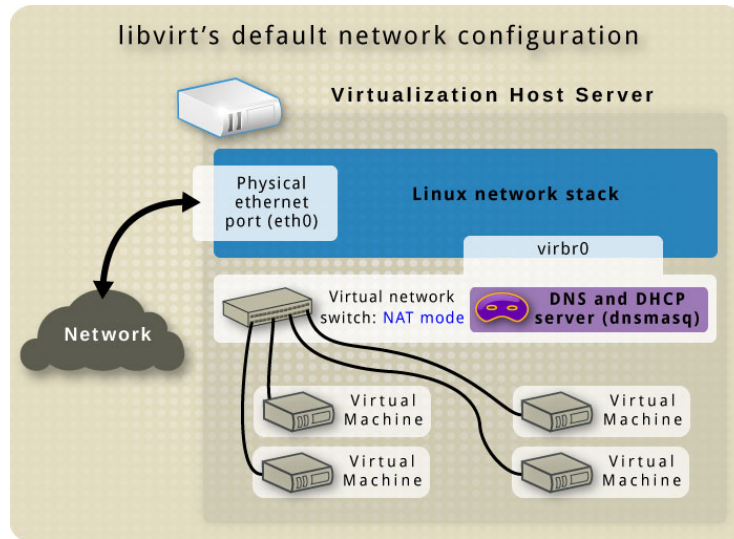 libvirt's default network configuration
Virtualization Host Server
Physical
ethernet
port (eth0)
Linux network stack
virbr0
Virtual network
switch: NAT mode
DNS and DHCP
server (dnsmasq)
Network
Virtual
Machine
Virtual
Machine
Virtual
Machine
Virtual
Machine